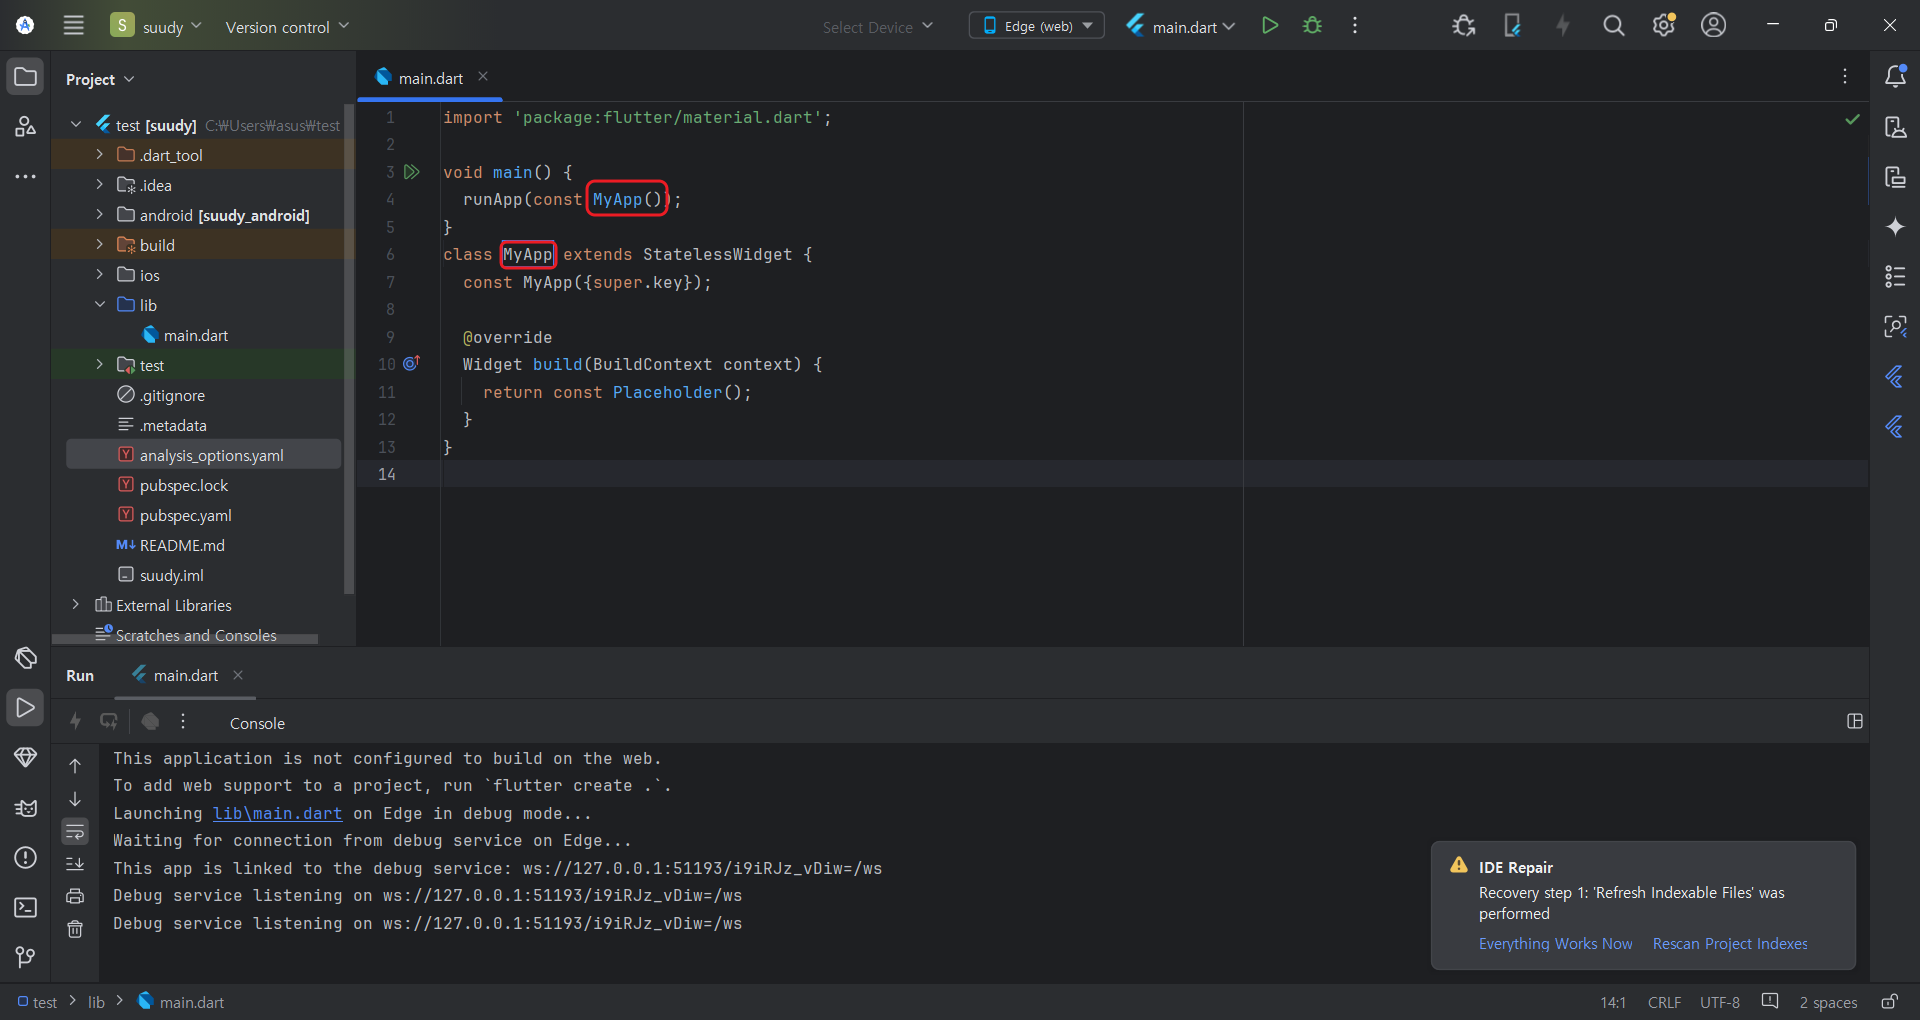 S suudy Version control Select Device Edge (web) main.dart
Project
main.dart
test [suudy] C:₩Users₩asus₩test
.dart_tool
.idea
android [suudy_android]
build
ios
lib
main.dart
test
.gitignore
.metadata
analysis_options.yaml
pubspec.lock
pubspec.yaml
M↓ README.md
suudy.iml
External Libraries
Scratches and Consoles
1 import 'package:flutter/material.dart';
2
3 void main() {
4 runApp(const MyApp());
5 }
6 class MyApp extends StatelessWidget {
7 const MyApp({super.key});
8
9 @override
10 Widget build(BuildContext context) {
11 return const Placeholder();
12 }
13 }
14
Run main.dart
Console
This application is not configured to build on the web.
To add web support to a project, run `flutter create .`.
Launching lib\main.dart on Edge in debug mode...
Waiting for connection from debug service on Edge...
This app is linked to the debug service: ws://127.0.0.1:51193/i9iRJz_vDiw=/ws
Debug service listening on ws://127.0.0.1:51193/i9iRJz_vDiw=/ws
Debug service listening on ws://127.0.0.1:51193/i9iRJz_vDiw=/ws
IDE Repair
Recovery step 1: 'Refresh Indexable Files' was
performed
Everything Works Now Rescan Project Indexes
test > lib > main.dart
14:1 CRLF UTF-8 2 spaces